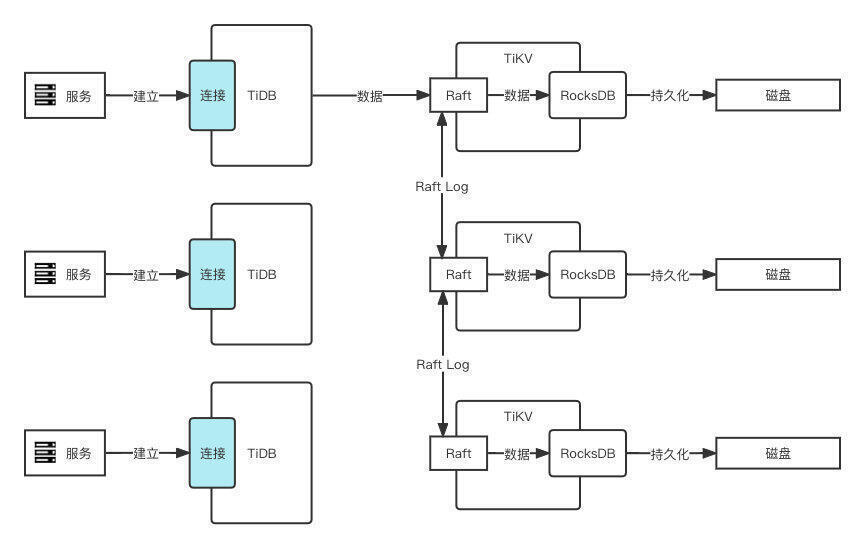 TiKV
服务
建立
连接
TiDB
数据
Raft
数据
RocksDB
持久化
磁盘
Raft Log
TiKV
服务
建立
连接
TiDB
Raft
数据
RocksDB
持久化
磁盘
Raft Log
TiKV
服务
建立
连接
TiDB
Raft
数据
RocksDB
持久化
磁盘